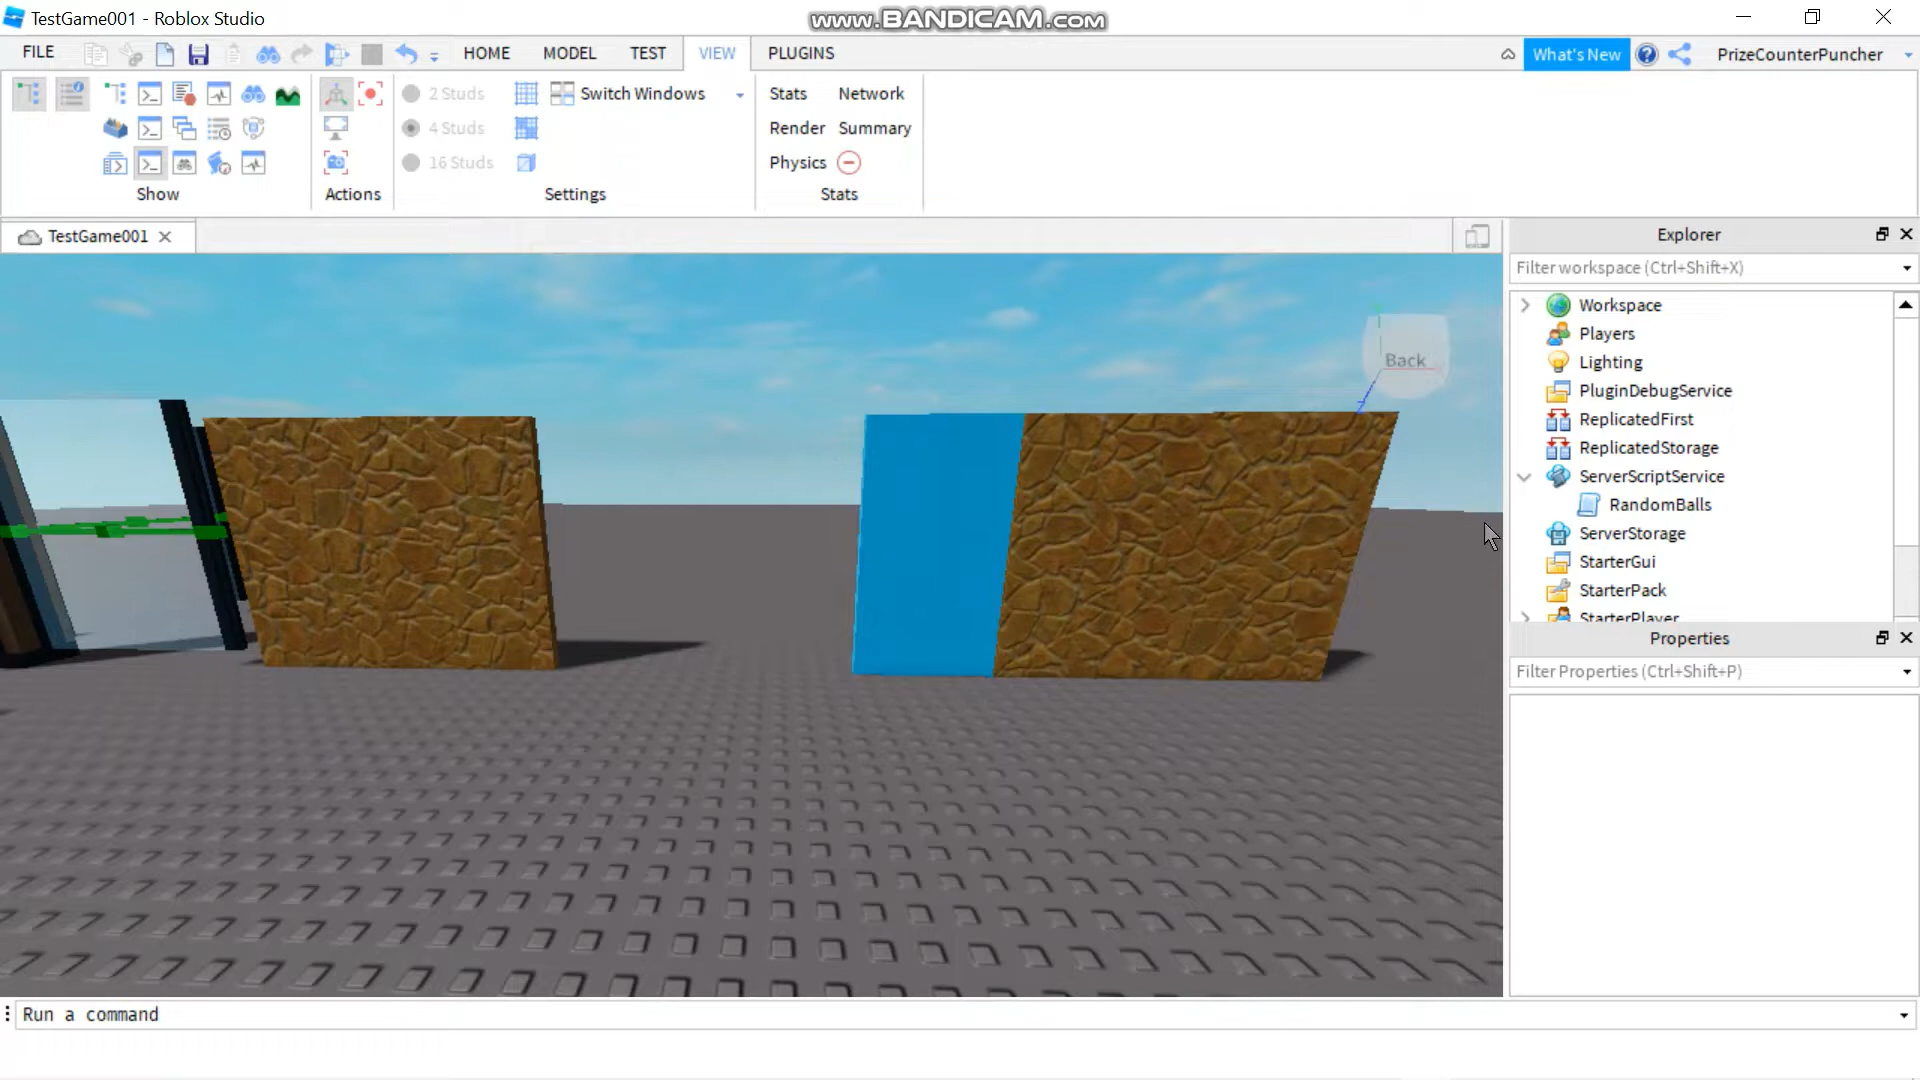 TestGame001 - Roblox Studio
www.BANDICAM.com
FILE
HOME
MODEL
TEST
VIEW
PLUGINS
What's New
PrizeCounterPuncher
2 Studs
Switch Windows
Stats
Network
4 Studs
Render
Summary
16 Studs
Physics
Show
Actions
Settings
Stats
TestGame001
Explorer
Filter workspace (Ctrl+Shift+X)
Workspace
Players
Lighting
PluginDebugService
ReplicatedFirst
ReplicatedStorage
ServerScriptService
RandomBalls
ServerStorage
StarterGui
StarterPack
StarterPlayer
Back
Properties
Filter Properties (Ctrl+Shift+P)
Run a command